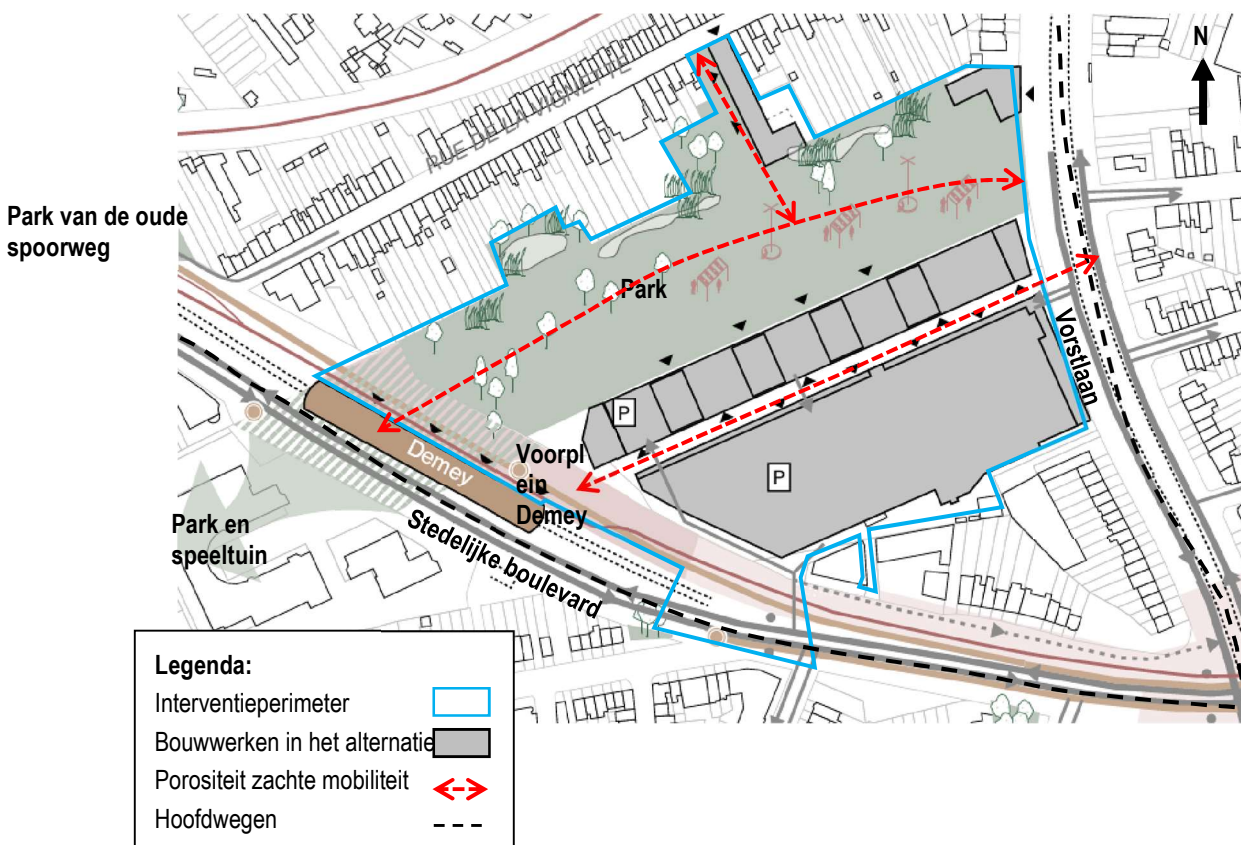 N
RUE DE LA VIGNETTE
Park van de oude
spoorweg
Park
Vorstlaan
P
Demey
Voorpl
ein
Demey
P
Park en
speeltuin
Stedelijke boulevard
Legenda:
Interventieperimeter
Bouwwerken in het alternatie
Porositeit zachte mobiliteit
Hoofdwegen